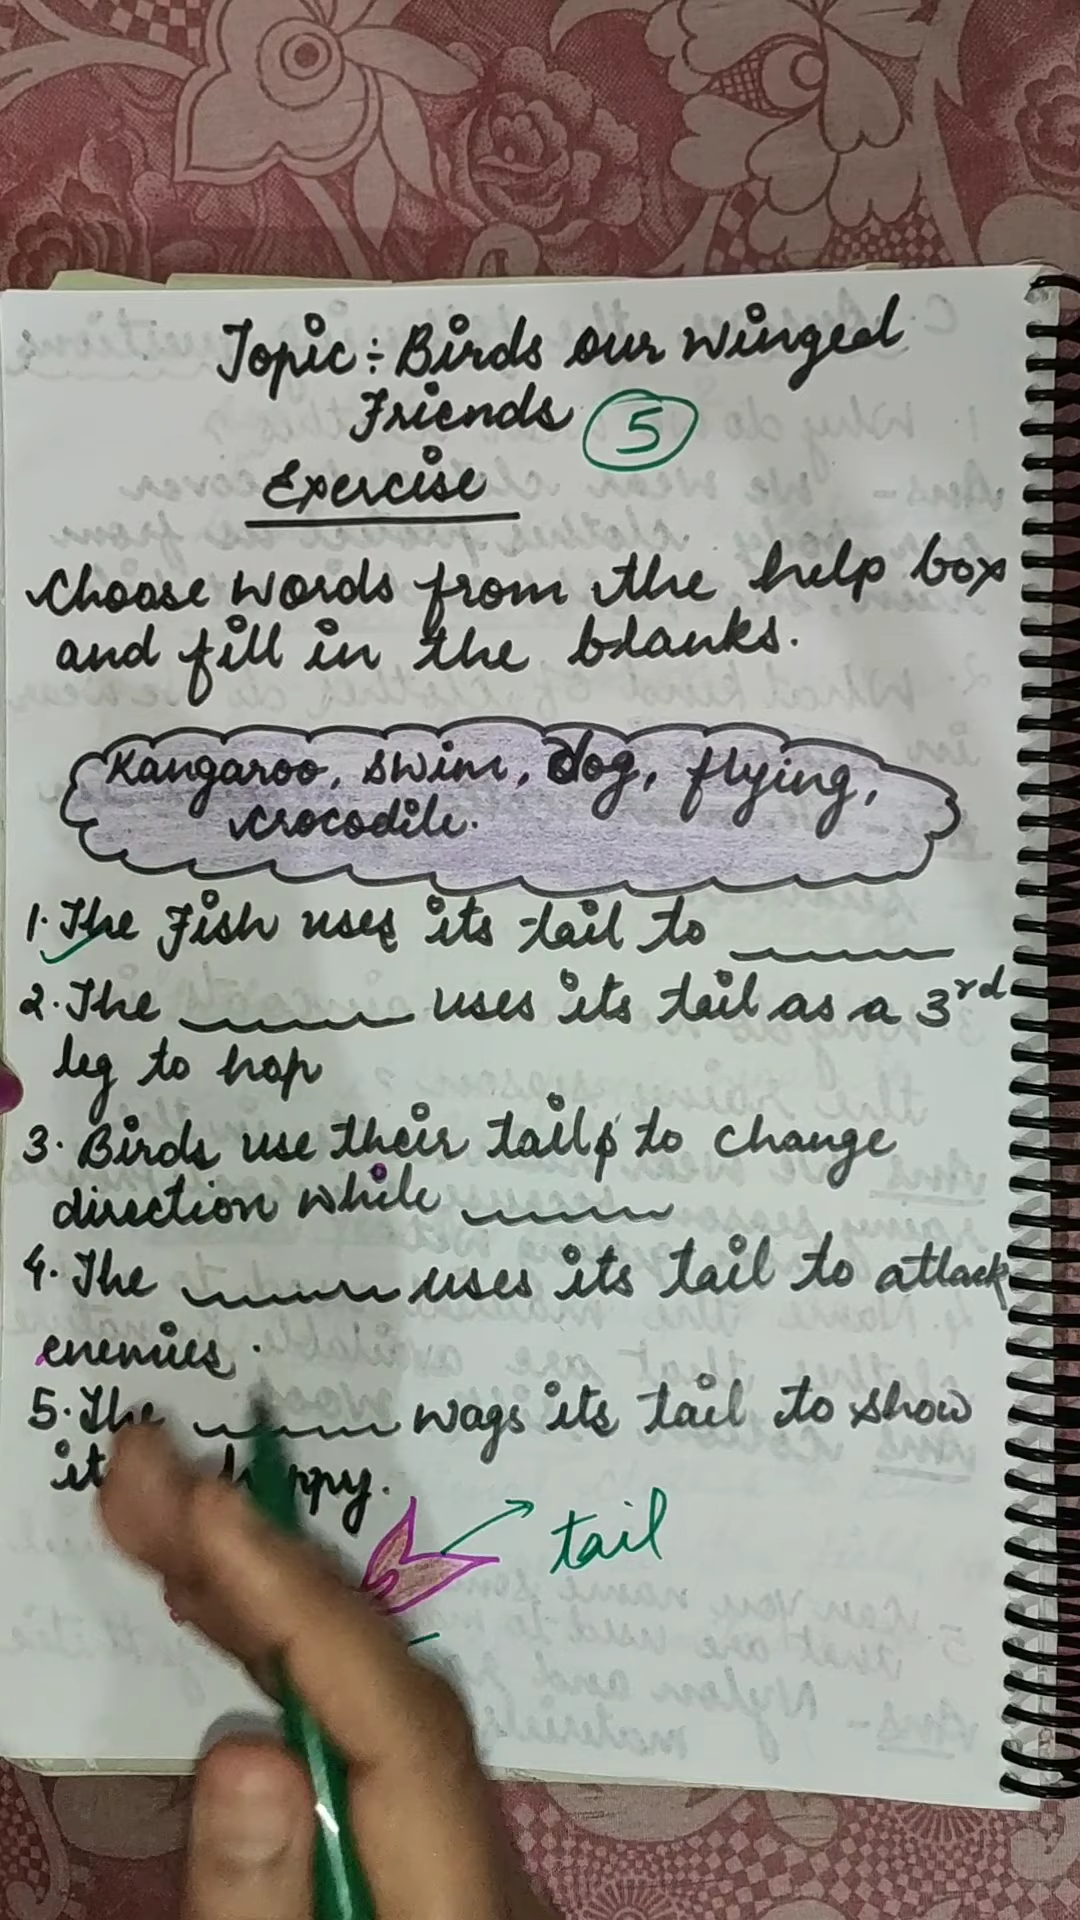 Topic :- Birds our winged
Friends 5
Exercise
Choose words from the help box
and fill in the blanks.
Kangaroo, swim, dog, flying,
crocodile.
1. The Fish uses its tail to
2. The uses its tail as a 3rd
leg to hop
3. Birds use their tails to change
direction while
4. The uses its tail to attack
enemies.
5. The wags its tail to show
happy.
tail